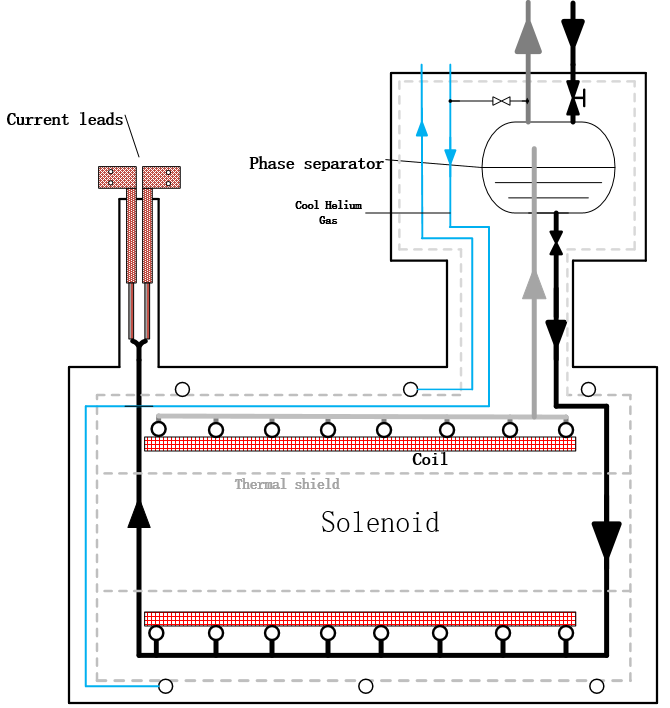 Current leads
Phase separator
Cool Helium
Gas
Coil
Thermal shield
Solenoid